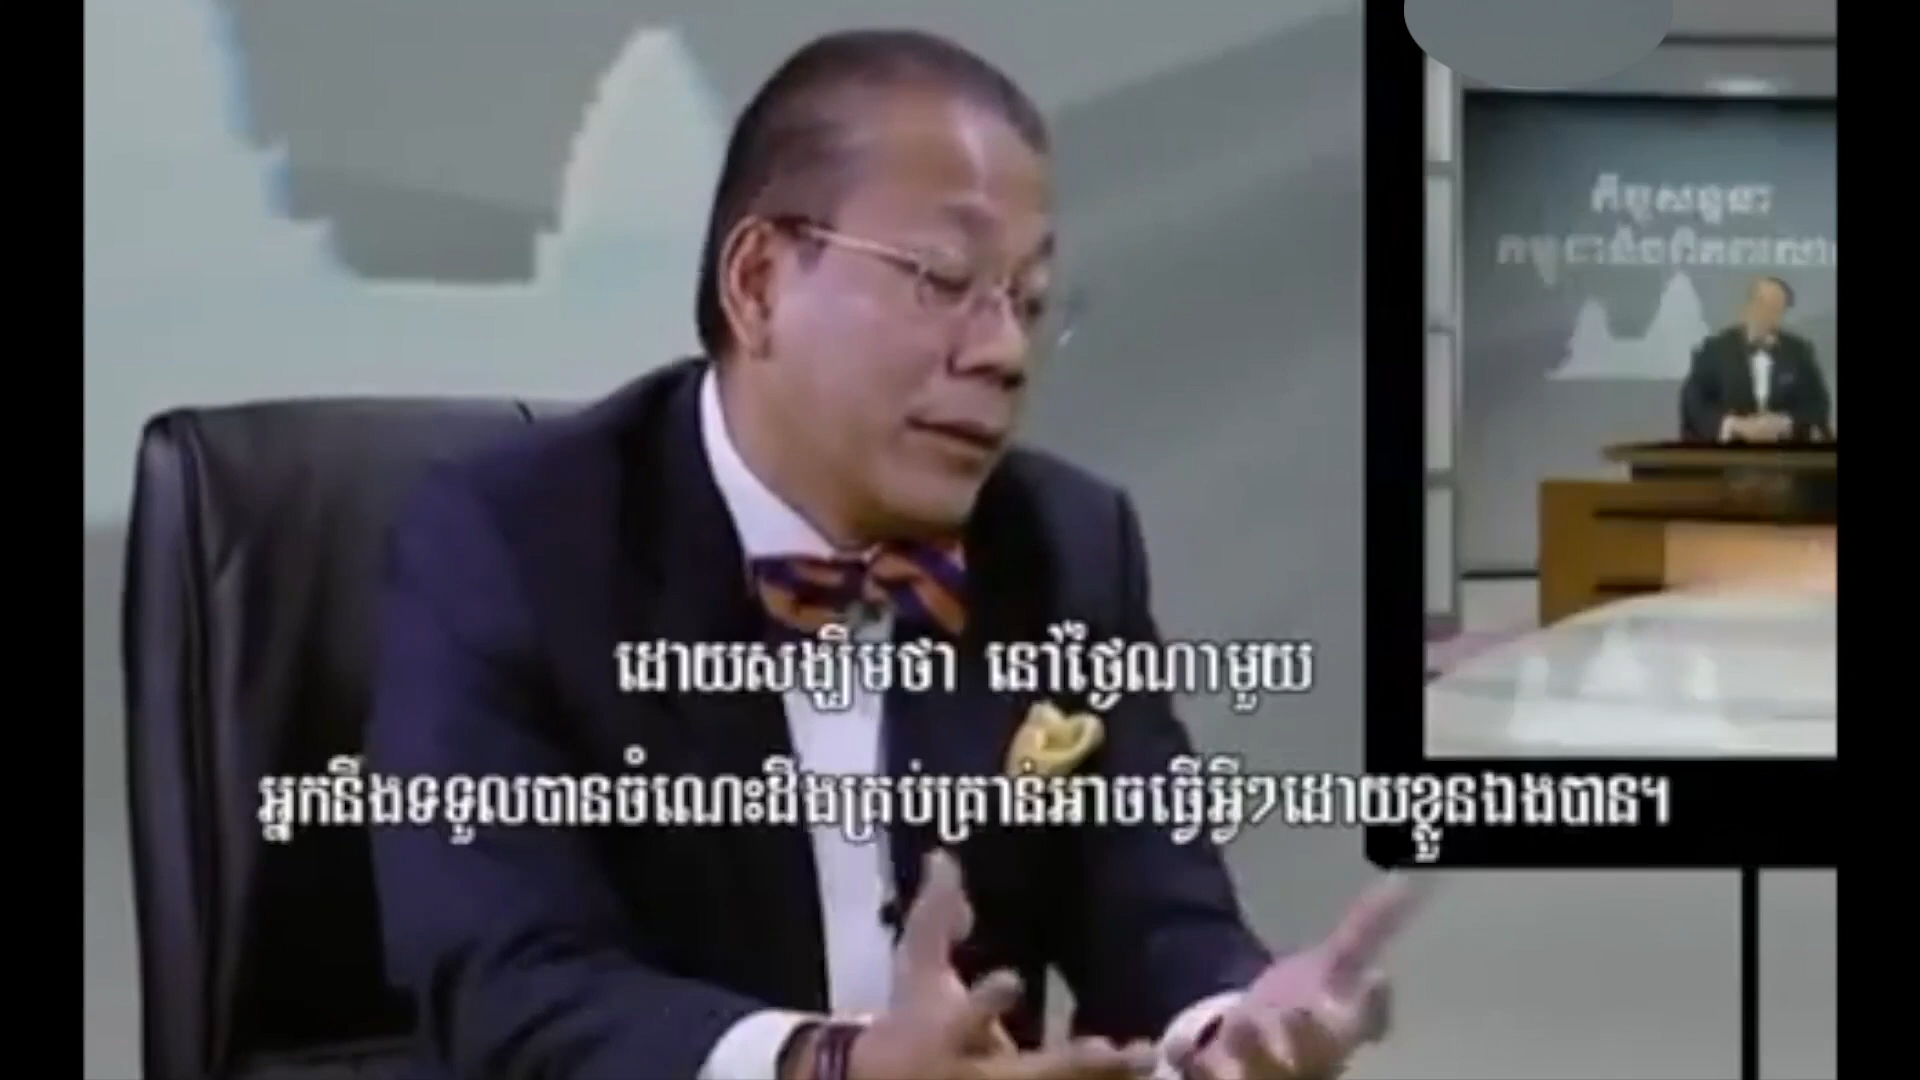 ដោយសង្ឃឹមថា នៅថ្ងៃណាមួយ
អ្នកនឹងទទួលបានចំណេះដឹងគ្រប់គ្រាន់អាចធ្វើអ្វីៗដោយខ្លួនឯងបាន។